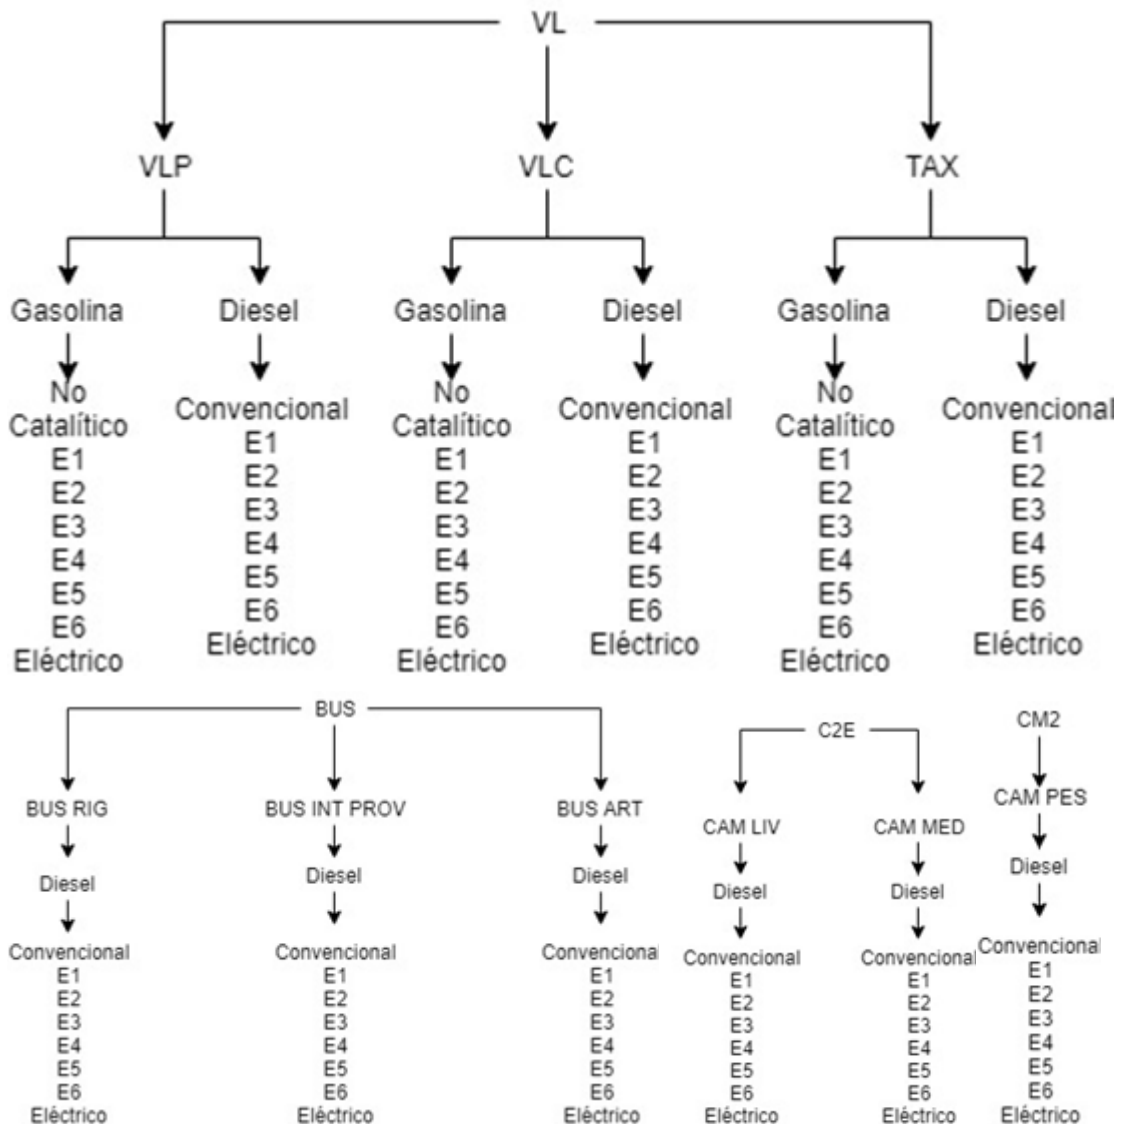 VL
VLP VLC TAX
Gasolina Diesel Gasolina Diesel Gasolina Diesel
No
Catalítico
E1
E2
E3
E4
E5
E6
Eléctrico
Convencional
E1
E2
E3
E4
E5
E6
Eléctrico
No
Catalítico
E1
E2
E3
E4
E5
E6
Eléctrico
Convencional
E1
E2
E3
E4
E5
E6
Eléctrico
No
Catalítico
E1
E2
E3
E4
E5
E6
Eléctrico
Convencional
E1
E2
E3
E4
E5
E6
Eléctrico
BUS
BUS RIG
Diesel
Convencional
E1
E2
E3
E4
E5
E6
Eléctrico
BUS INT PROV
Diesel
Convencional
E1
E2
E3
E4
E5
E6
Eléctrico
BUS ART
Diesel
Convencional
E1
E2
E3
E4
E5
E6
Eléctrico
C2E
CAM LIV
Diesel
Convencional
E1
E2
E3
E4
E5
E6
Eléctrico
CAM MED
Diesel
Convencional
E1
E2
E3
E4
E5
E6
Eléctrico
CM2
CAM PES
Diesel
Convencional
E1
E2
E3
E4
E5
E6
Eléctrico